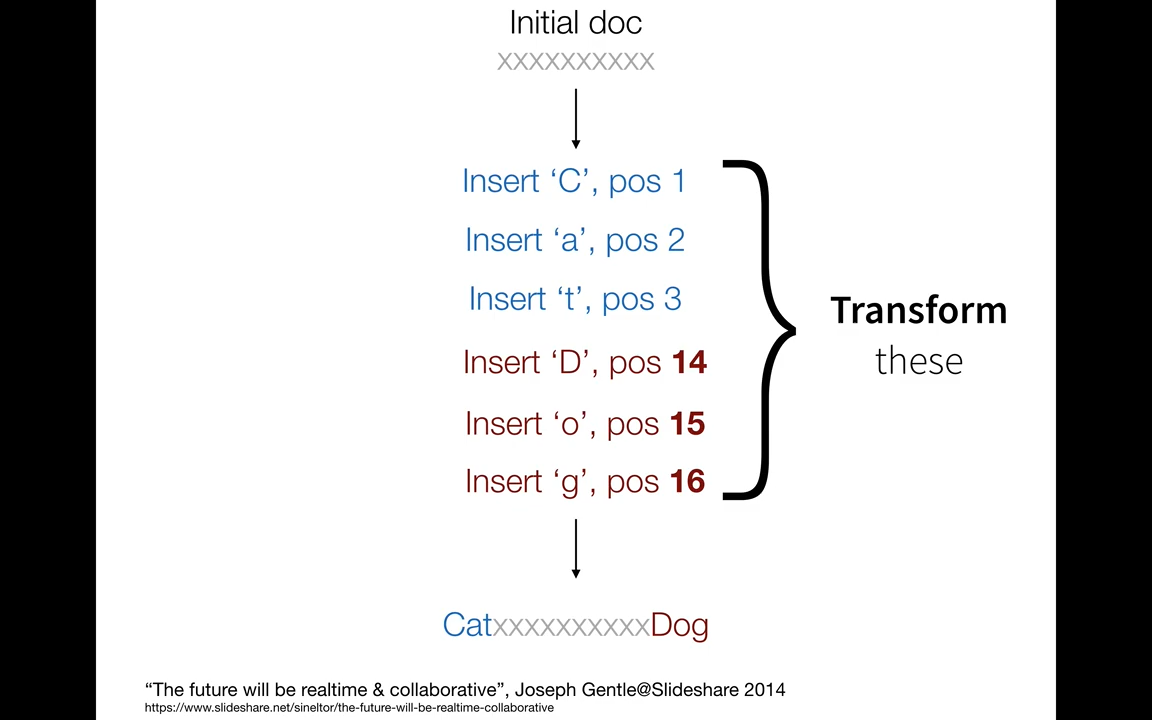 Initial doc
xxxxxxxxxx
Insert ‘C’, pos 1
Insert ‘a’, pos 2
Insert ‘t’, pos 3
Insert ‘D’, pos 14
Insert ‘o’, pos 15
Insert ‘g’, pos 16
Transform
these
CatxxxxxxxxxxDog
“The future will be realtime & collaborative”, Joseph Gentle@Slideshare 2014
https://www.slideshare.net/sineltor/the-future-will-be-realtime-collaborative